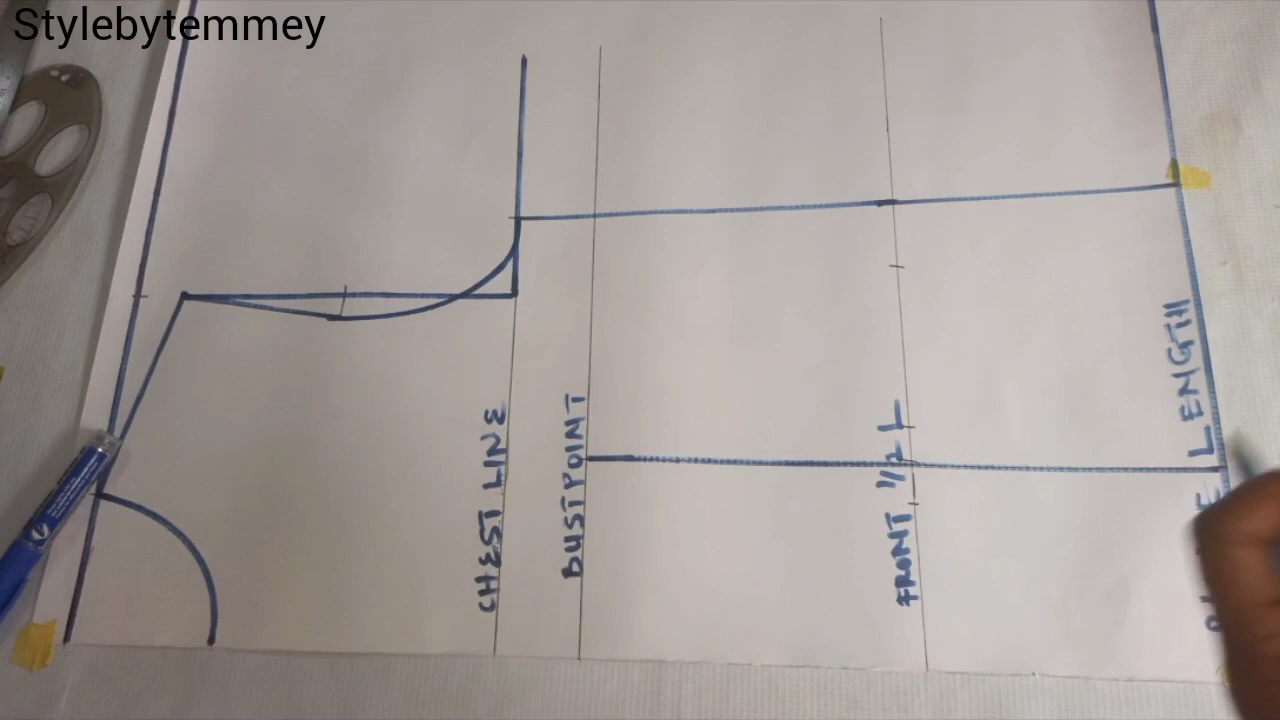 Stylebytemmey
CHEST LINE
BUSTPOINT
FRONT 1/2 L
LENGTH